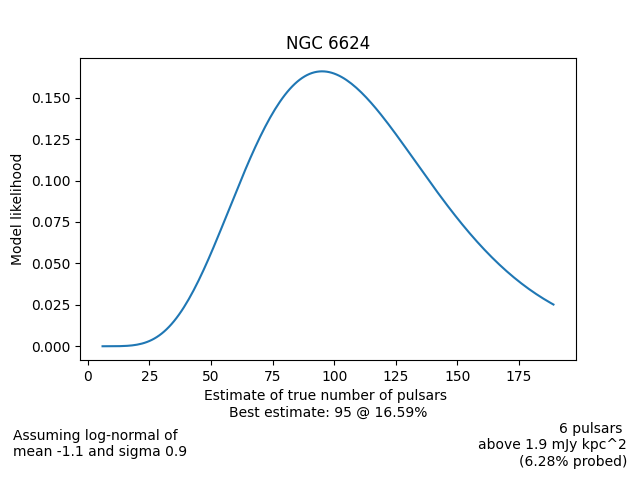 NGC 6624
0.150
0.125
0.100
0.075
0.050
0.025
0.000
Model likelihood
0 25 50 75 100 125 150 175
Estimate of true number of pulsars
Best estimate: 95 @ 16.59%
Assuming log-normal of
mean -1.1 and sigma 0.9
6 pulsars
above 1.9 mJy kpc^2
(6.28% probed)